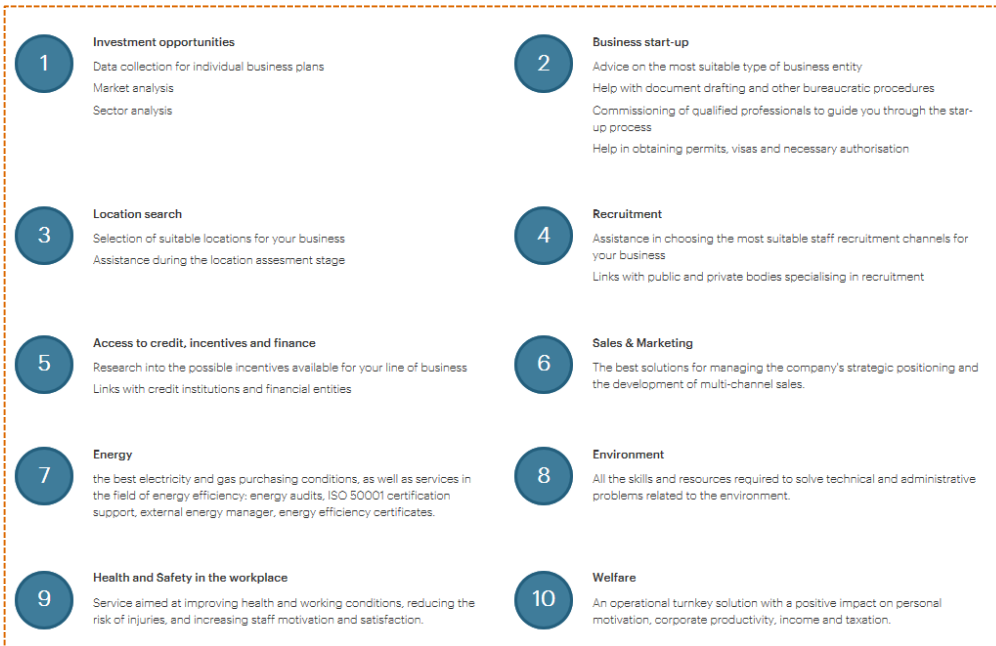 1
Investment opportunities
Data collection for individual business plans
Market analysis
Sector analysis
2
Business start-up
Advice on the most suitable type of business entity
Help with document drafting and other bureaucratic procedures
Commissioning of qualified professionals to guide you through the star-
up process
Help in obtaining permits, visas and necessary authorisation
3
Location search
Selection of suitable locations for your business
Assistance during the location assesment stage
4
Recruitment
Assistance in choosing the most suitable staff recruitment channels for
your business
Links with public and private bodies specialising in recruitment
5
Access to credit, incentives and finance
Research into the possible incentives available for your line of business
Links with credit institutions and financial entities
6
Sales & Marketing
The best solutions for managing the company's strategic positioning and
the development of multi-channel sales.
7
Energy
the best electricity and gas purchasing conditions, as well as services in
the field of energy efficiency: energy audits, ISO 50001 certification
support, external energy manager, energy efficiency certificates.
8
Environment
All the skills and resources required to solve technical and administrative
problems related to the environment.
9
Health and Safety in the workplace
Service aimed at improving health and working conditions, reducing the
risk of injuries, and increasing staff motivation and satisfaction.
10
Welfare
An operational turnkey solution with a positive impact on personal
motivation, corporate productivity, income and taxation.